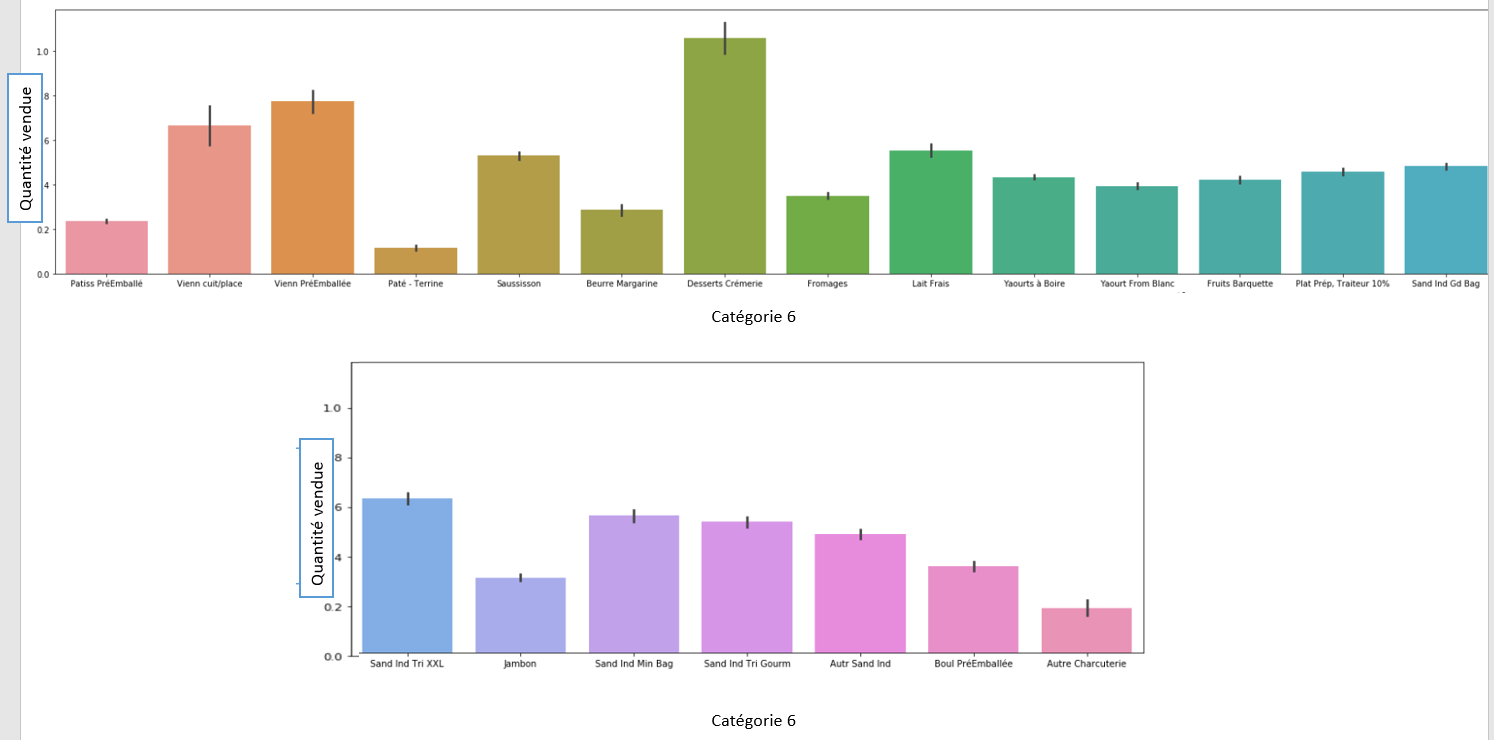 1.0
8
6
4
0.2
0.0
Quantité vendue
Patiss PréEmballé
Vienn cuit/place
Vienn PréEmballée
Paté - Terrine
Saussisson
Beurre Margarine
Desserts Crémerie
Fromages
Lait Frais
Yaourts à Boire
Yaourt From Blanc
Fruits Barquette
Plat Prép, Traiteur 10%
Sand Ind Gd Bag
Catégorie 6
1.0
8
6
4
0.2
0.0
Quantité vendue
Sand Ind Tri XXL
Jambon
Sand Ind Min Bag
Sand Ind Tri Gourm
Autr Sand Ind
Boul PréEmballée
Autre Charcuterie
Catégorie 6